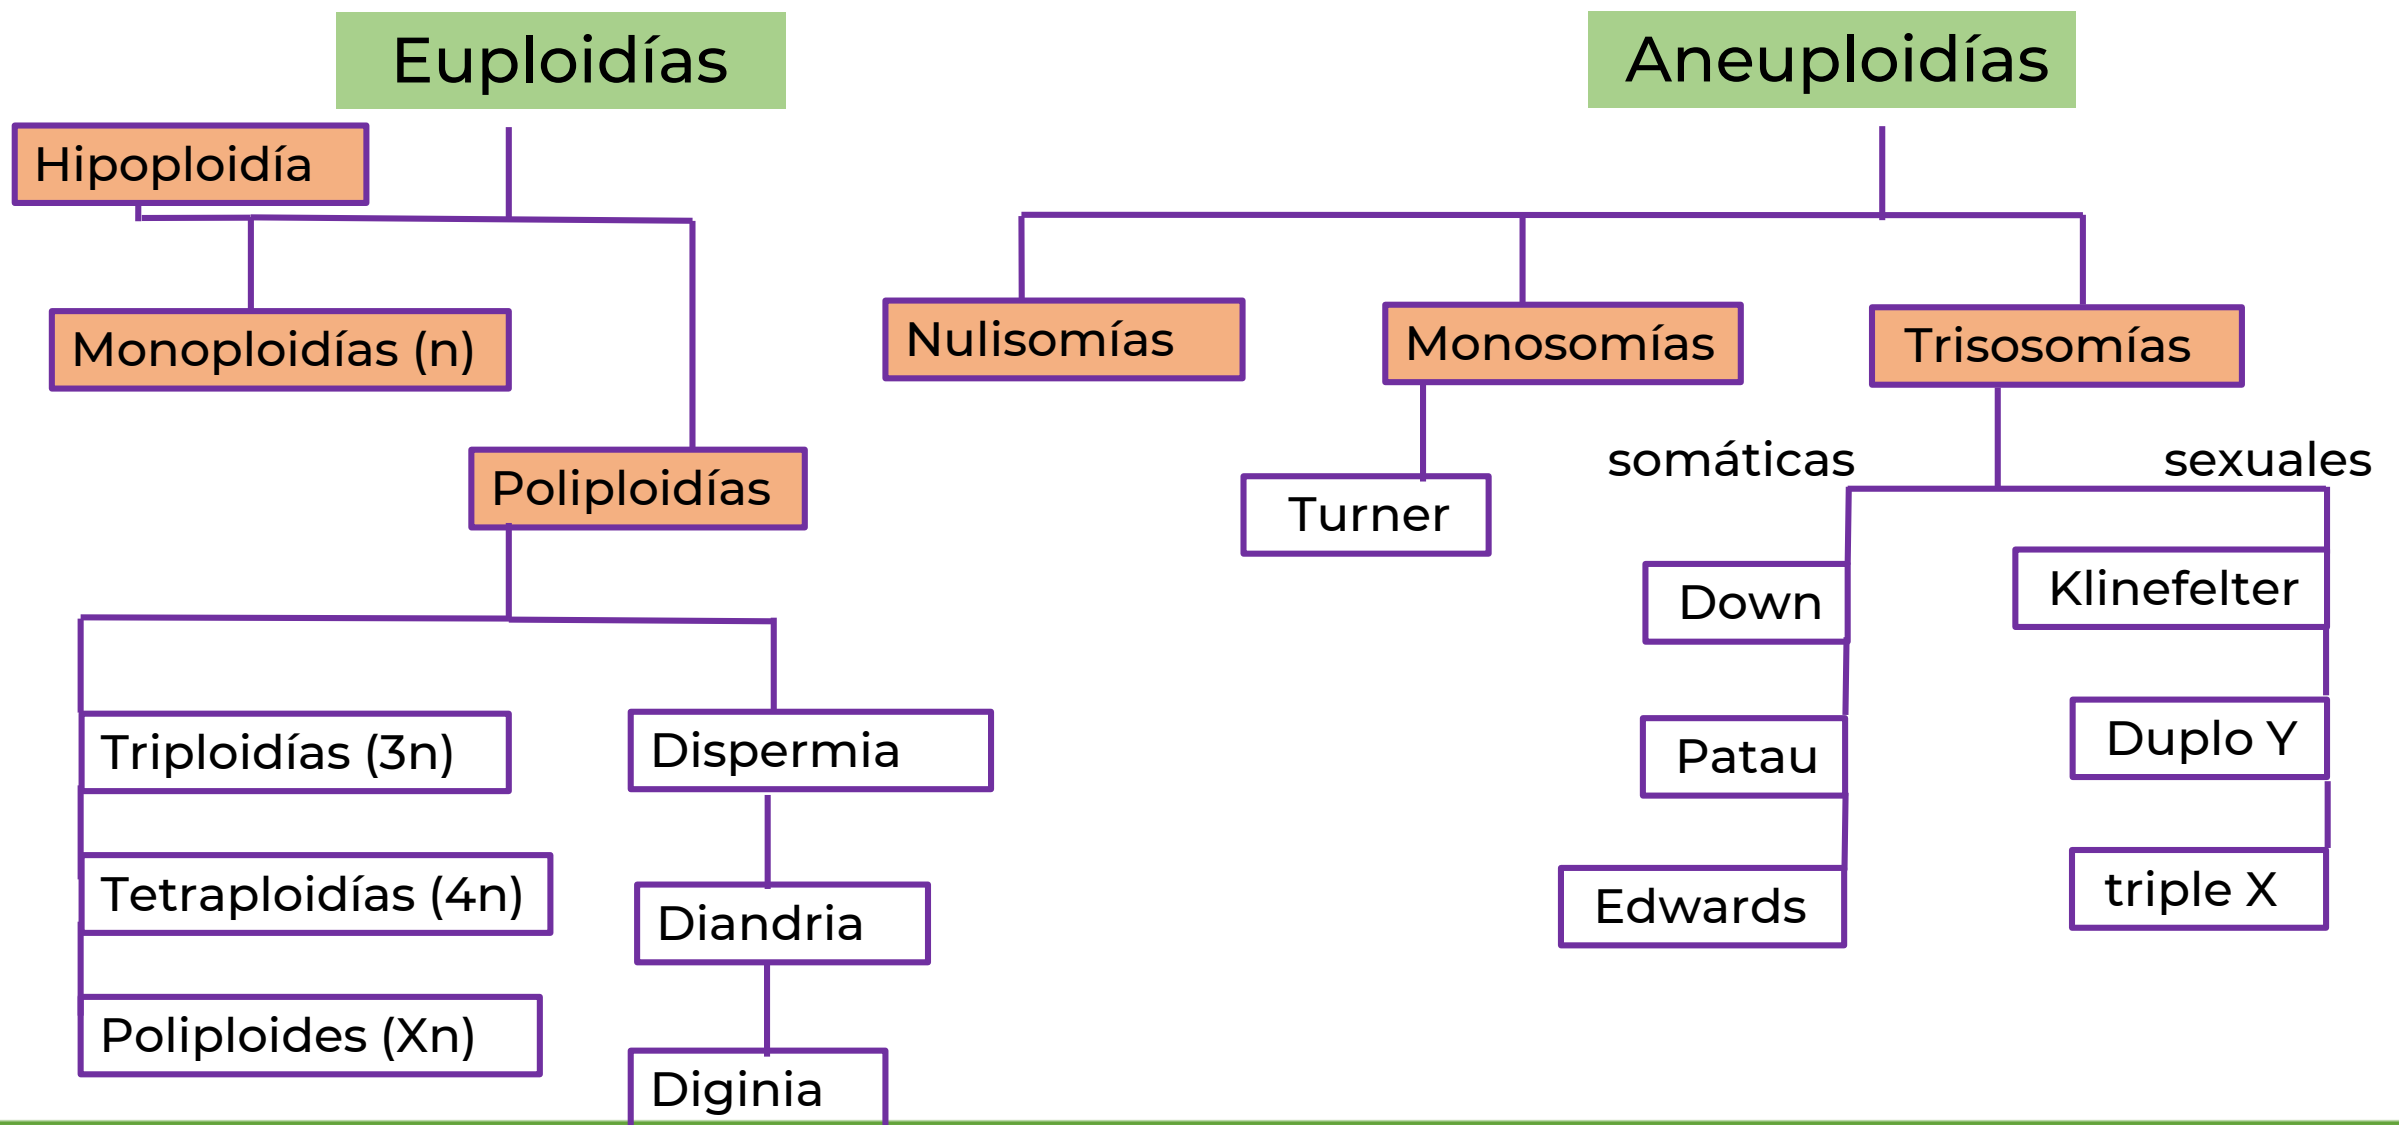 Euploidías
Hipoploidía
Monoploidías (n)
Poliploidías
Triploidías (3n)
Tetraploidías (4n)
Poliploides (Xn)
Dispermia
Diandria
Diginia
Aneuploidías
Nulisomías
Monosomías
Turner
Trisosomías
somáticas
Down
Patau
Edwards
sexuales
Klinefelter
Duplo Y
triple X